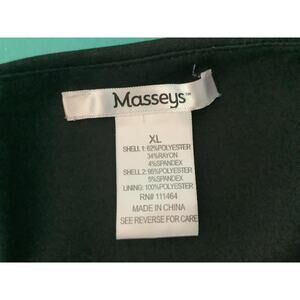 Masseys™
XL
SHELL 1: 62%POLYESTER
34%RAYON
4%SPANDEX
SHELL 2: 95%POLYESTER
5%SPANDEX
LINING: 100%POLYESTER
RN# 111464
MADE IN CHINA
SEE REVERSE FOR CARE